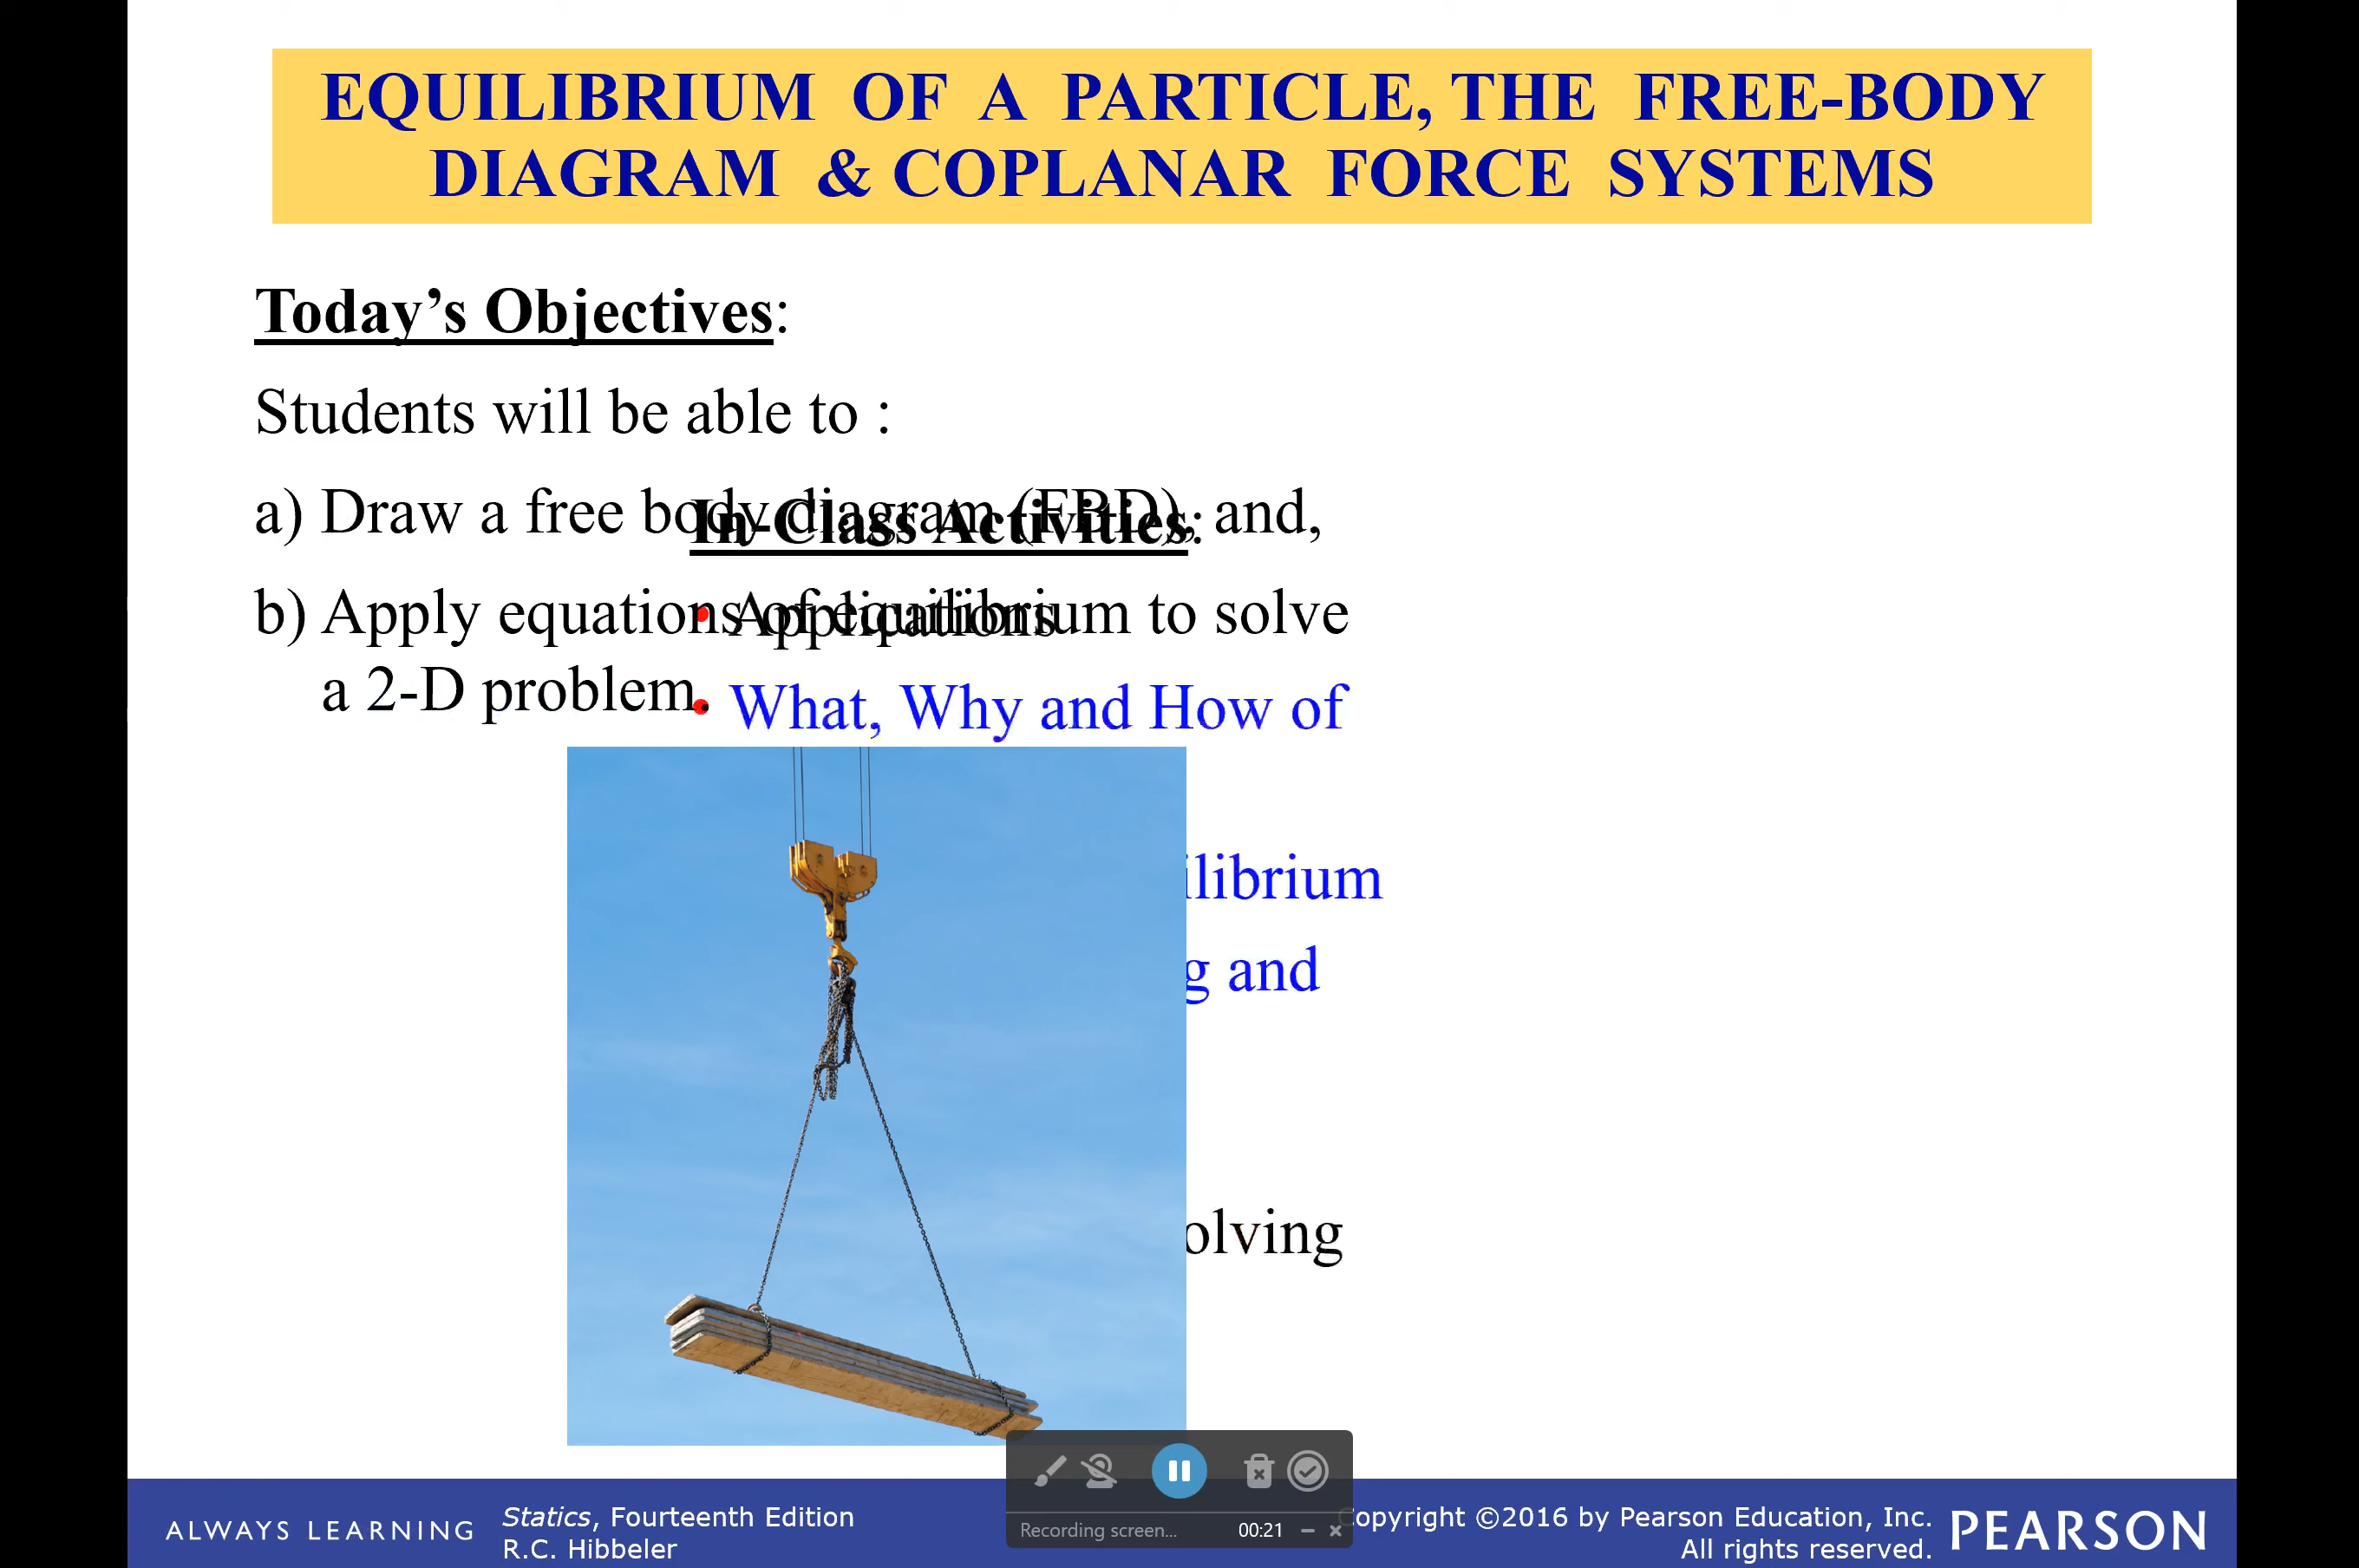 EQUILIBRIUM OF A PARTICLE, THE FREE-BODY
DIAGRAM & COPLANAR FORCE SYSTEMS
Today’s Objectives:
Students will be able to :
a) Draw a free body diagram (FBD), and,
In-Class Activities:
b) Apply equations of equilibrium to solve
a 2-D problem.
• Applications
• What, Why and How of
ilibrium
g and
olving
Recording screen... 00:21
ALWAYS LEARNING
Statics, Fourteenth Edition
R.C. Hibbeler
opyright ©2016 by Pearson Education, Inc.
All rights reserved.
PEARSON